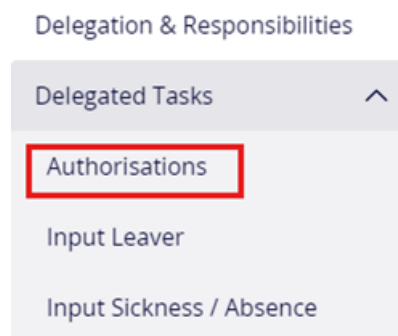 Delegation & Responsibilities
Delegated Tasks
Authorisations
Input Leaver
Input Sickness / Absence